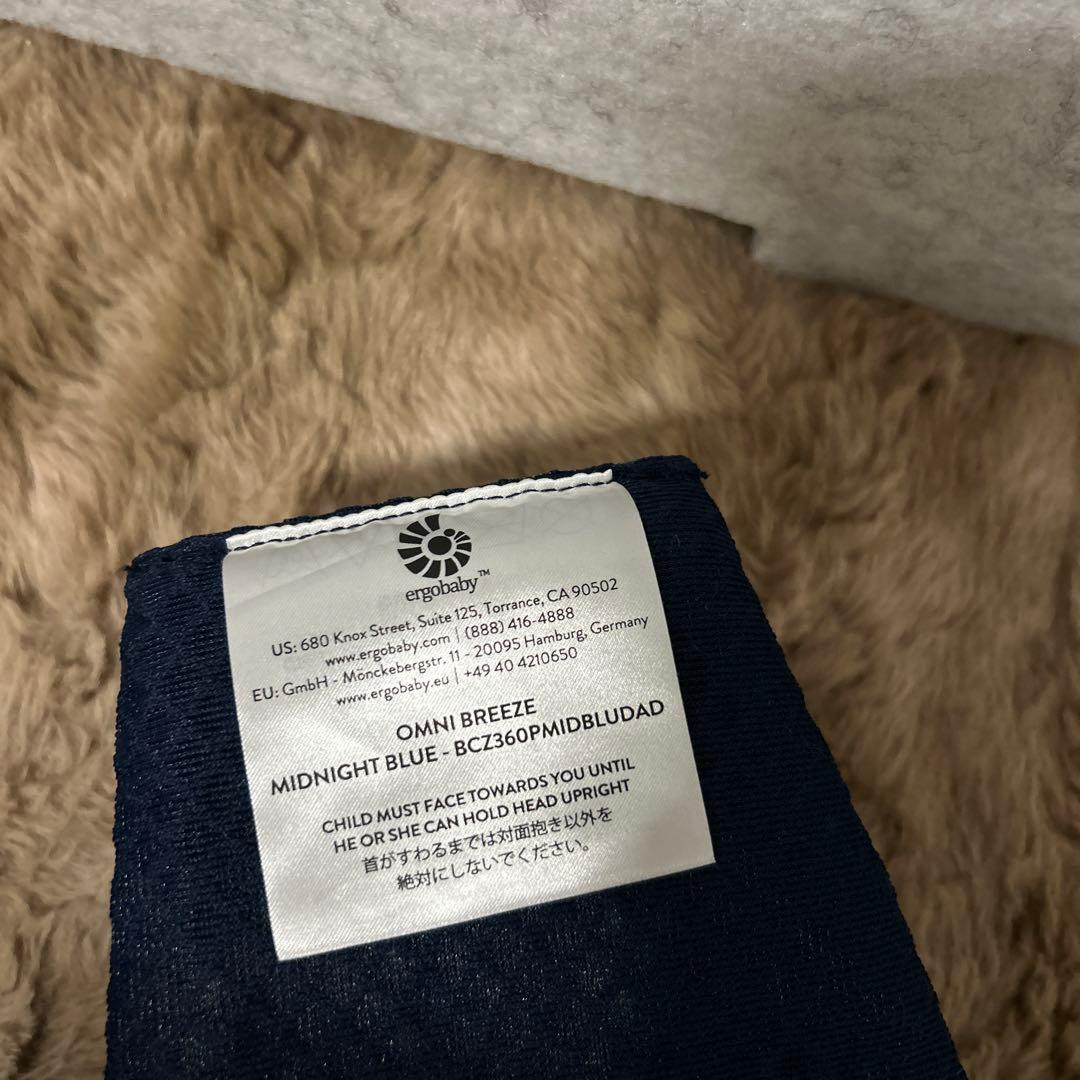 ergobaby™
US: 680 Knox Street, Suite 125, Torrance, CA 90502
www.ergobaby.com | (888) 416-4888
EU: GmbH - Mönckebergstr. 11 - 20095 Hamburg, Germany
www.ergobaby.eu | +49 40 4210650
OMNI BREEZE
MIDNIGHT BLUE - BCZ360PMIDBLUDAD
CHILD MUST FACE TOWARDS YOU UNTIL
HE OR SHE CAN HOLD HEAD UPRIGHT
首がすわるまでは対面抱き以外を
絶対にしないでください。